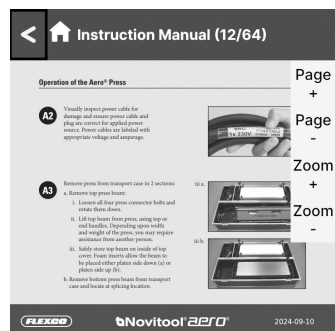 < Instruction Manual (12/64)
Operation of the Aero® Press
Page
+
Page
-
Zoom
+
Zoom
-
A2
Visually inspect power cable for
damage and ensure power cable and
plug are correct for applied power
source. Power cables are labeled with
appropriate voltage and amperage.
1x 230V
A3
Remove press from transport case in 2 sections:
a. Remove top press beam:
i. Loosen all four press connector bolts and
rotate them down.
ii. Lift top beam from press, using top or
end handles. Depending upon width
and weight of the press, you may require
assistance from another person.
iii. Safely store top beam on inside of top
cover. Foam inserts allow the beam to
be placed either platen side down (a) or
platen side up (b).
b. Remove bottom press beam from transport
case and locate at splicing location.
iii a.
iii b.
FLEXCO
Novitool® aero®
2024-09-10